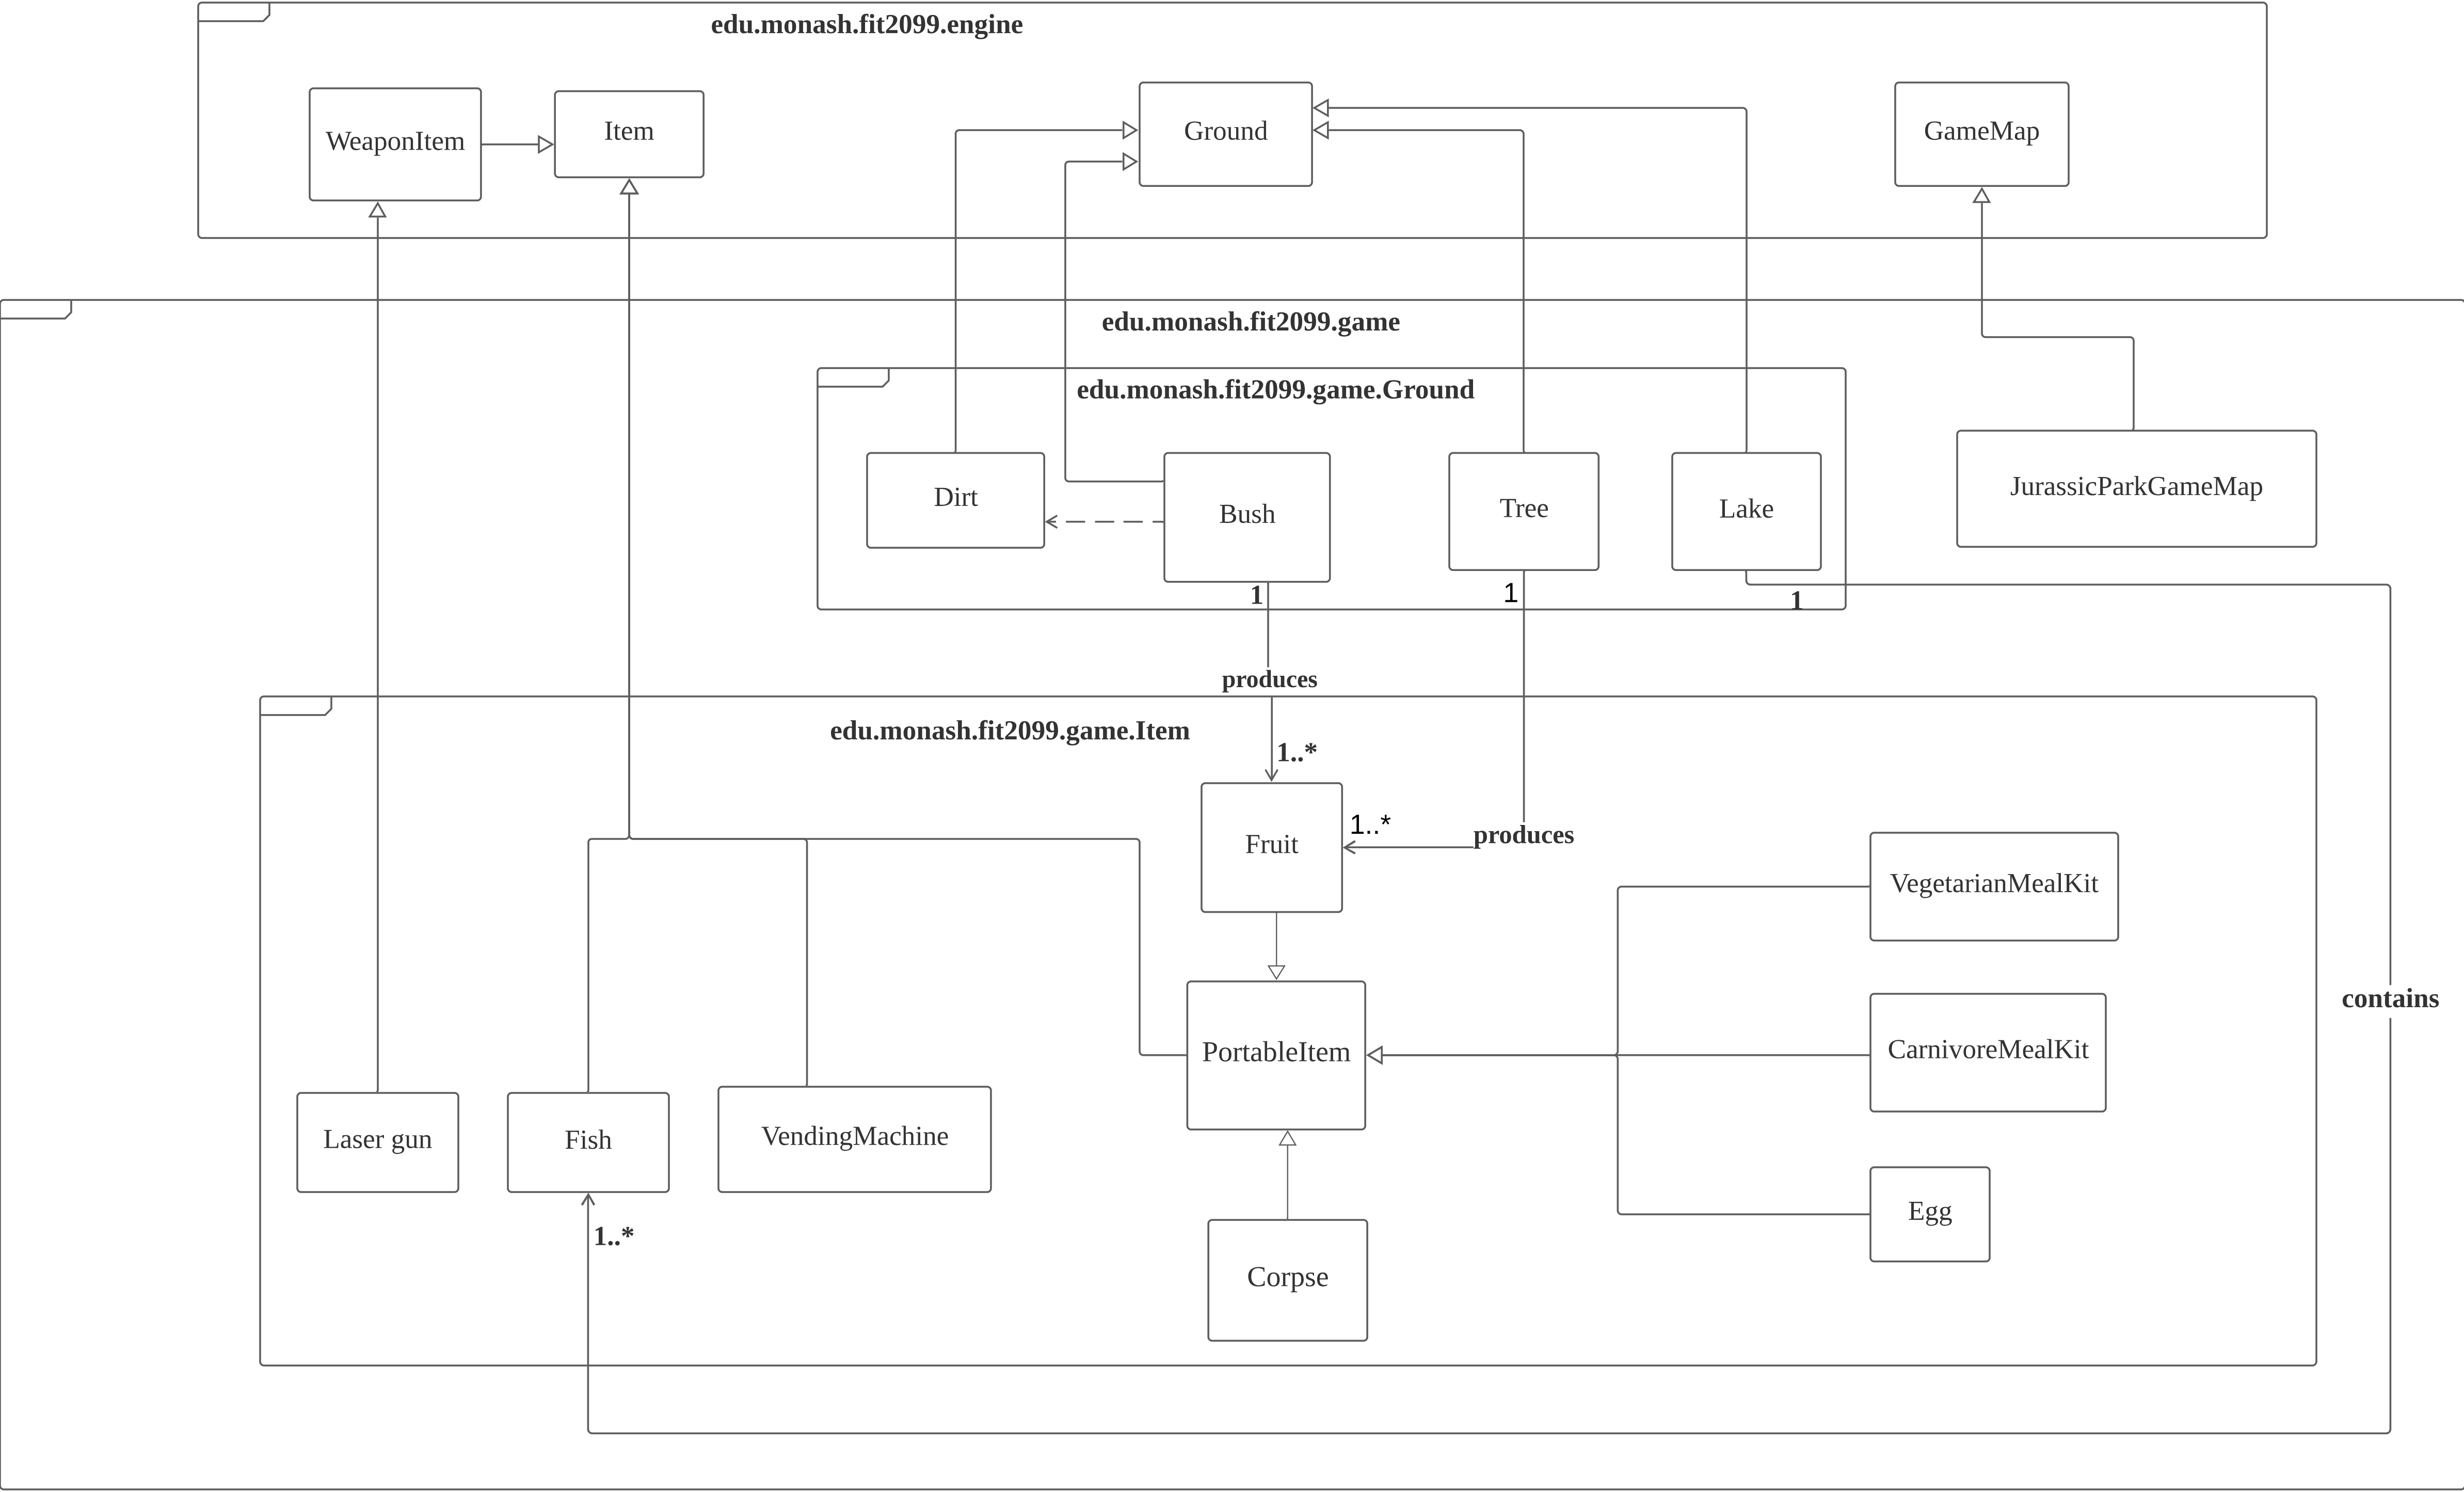 edu.monash.fit2099.engine
WeaponItem
Item
Ground
GameMap
edu.monash.fit2099.game
edu.monash.fit2099.game.Ground
Dirt
Bush
Tree
Lake
JurassicParkGameMap
1
1
1
produces
edu.monash.fit2099.game.Item
1..*
Fruit
1..*
produces
VegetarianMealKit
contains
PortableItem
CarnivoreMealKit
Laser gun
Fish
VendingMachine
Egg
1..*
Corpse